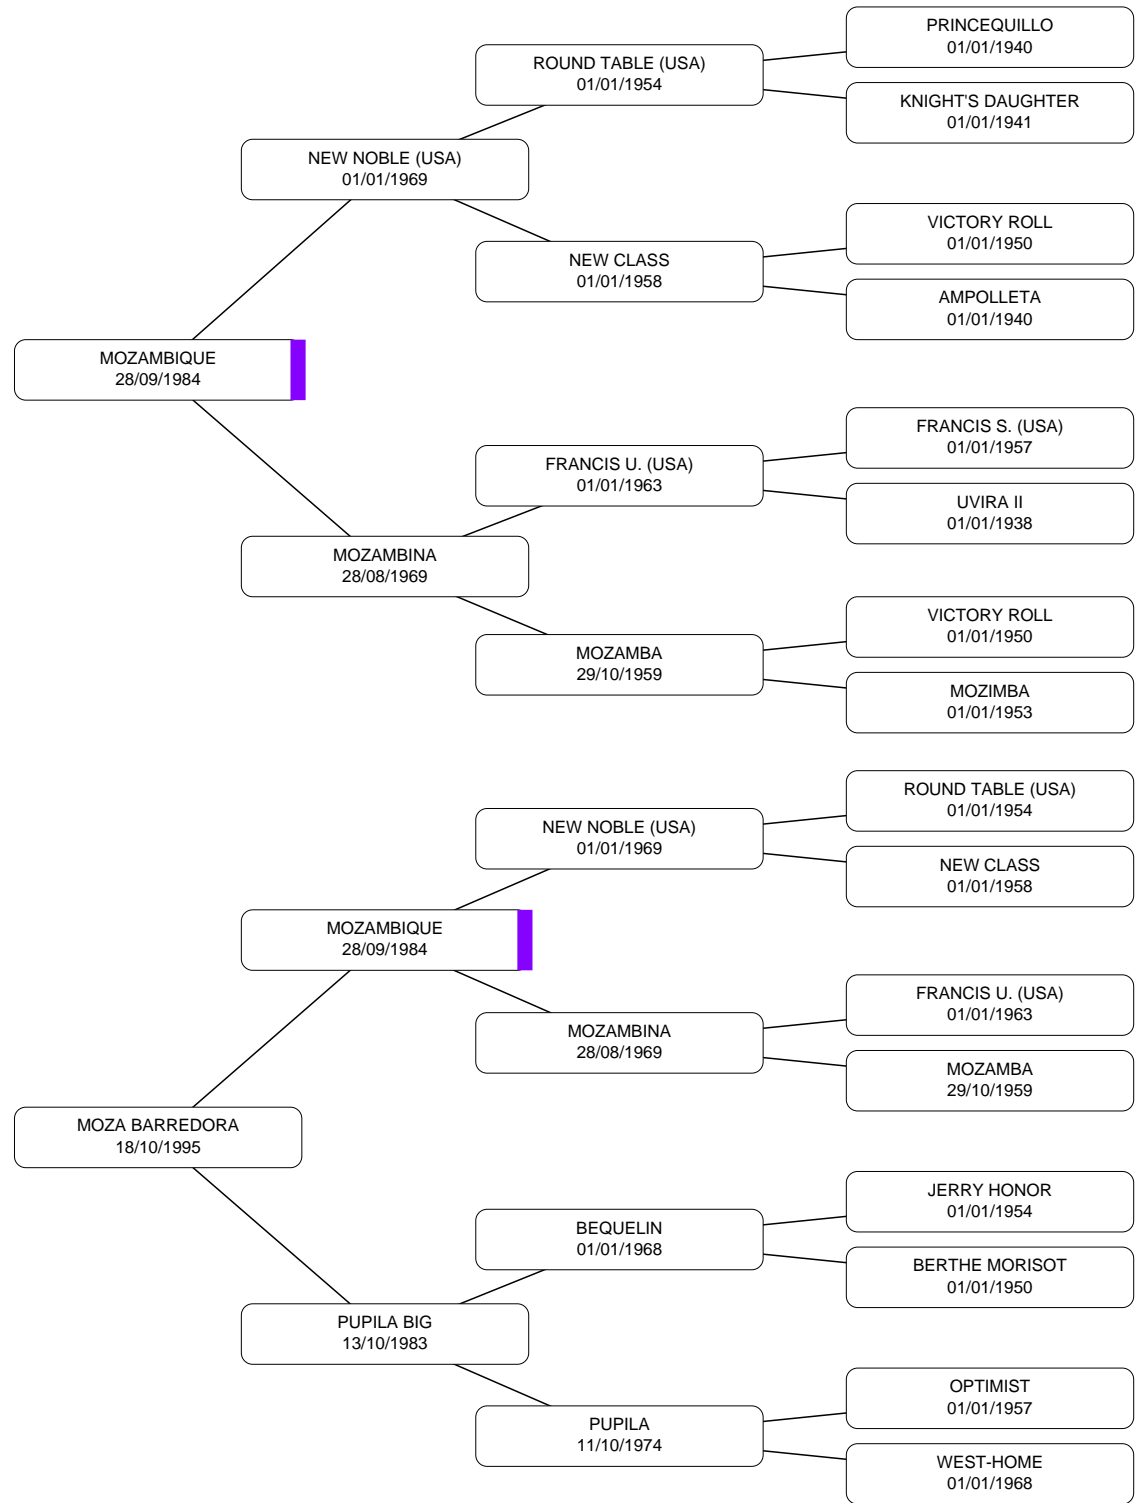 PRINCEQUILLO
01/01/1940
ROUND TABLE (USA)
01/01/1954
KNIGHT'S DAUGHTER
01/01/1941
NEW NOBLE (USA)
01/01/1969
VICTORY ROLL
01/01/1950
NEW CLASS
01/01/1958
AMPOLLETA
01/01/1940
MOZAMBIQUE
28/09/1984
FRANCIS S. (USA)
01/01/1957
FRANCIS U. (USA)
01/01/1963
UVIRA II
01/01/1938
MOZAMBINA
28/08/1969
VICTORY ROLL
01/01/1950
MOZAMBA
29/10/1959
MOZIMBA
01/01/1953
ROUND TABLE (USA)
01/01/1954
NEW NOBLE (USA)
01/01/1969
NEW CLASS
01/01/1958
MOZAMBIQUE
28/09/1984
FRANCIS U. (USA)
01/01/1963
MOZAMBINA
28/08/1969
MOZAMBA
29/10/1959
MOZA BARREDORA
18/10/1995
JERRY HONOR
01/01/1954
BEQUELIN
01/01/1968
BERTHE MORISOT
01/01/1950
PUPILA BIG
13/10/1983
OPTIMIST
01/01/1957
PUPILA
11/10/1974
WEST-HOME
01/01/1968